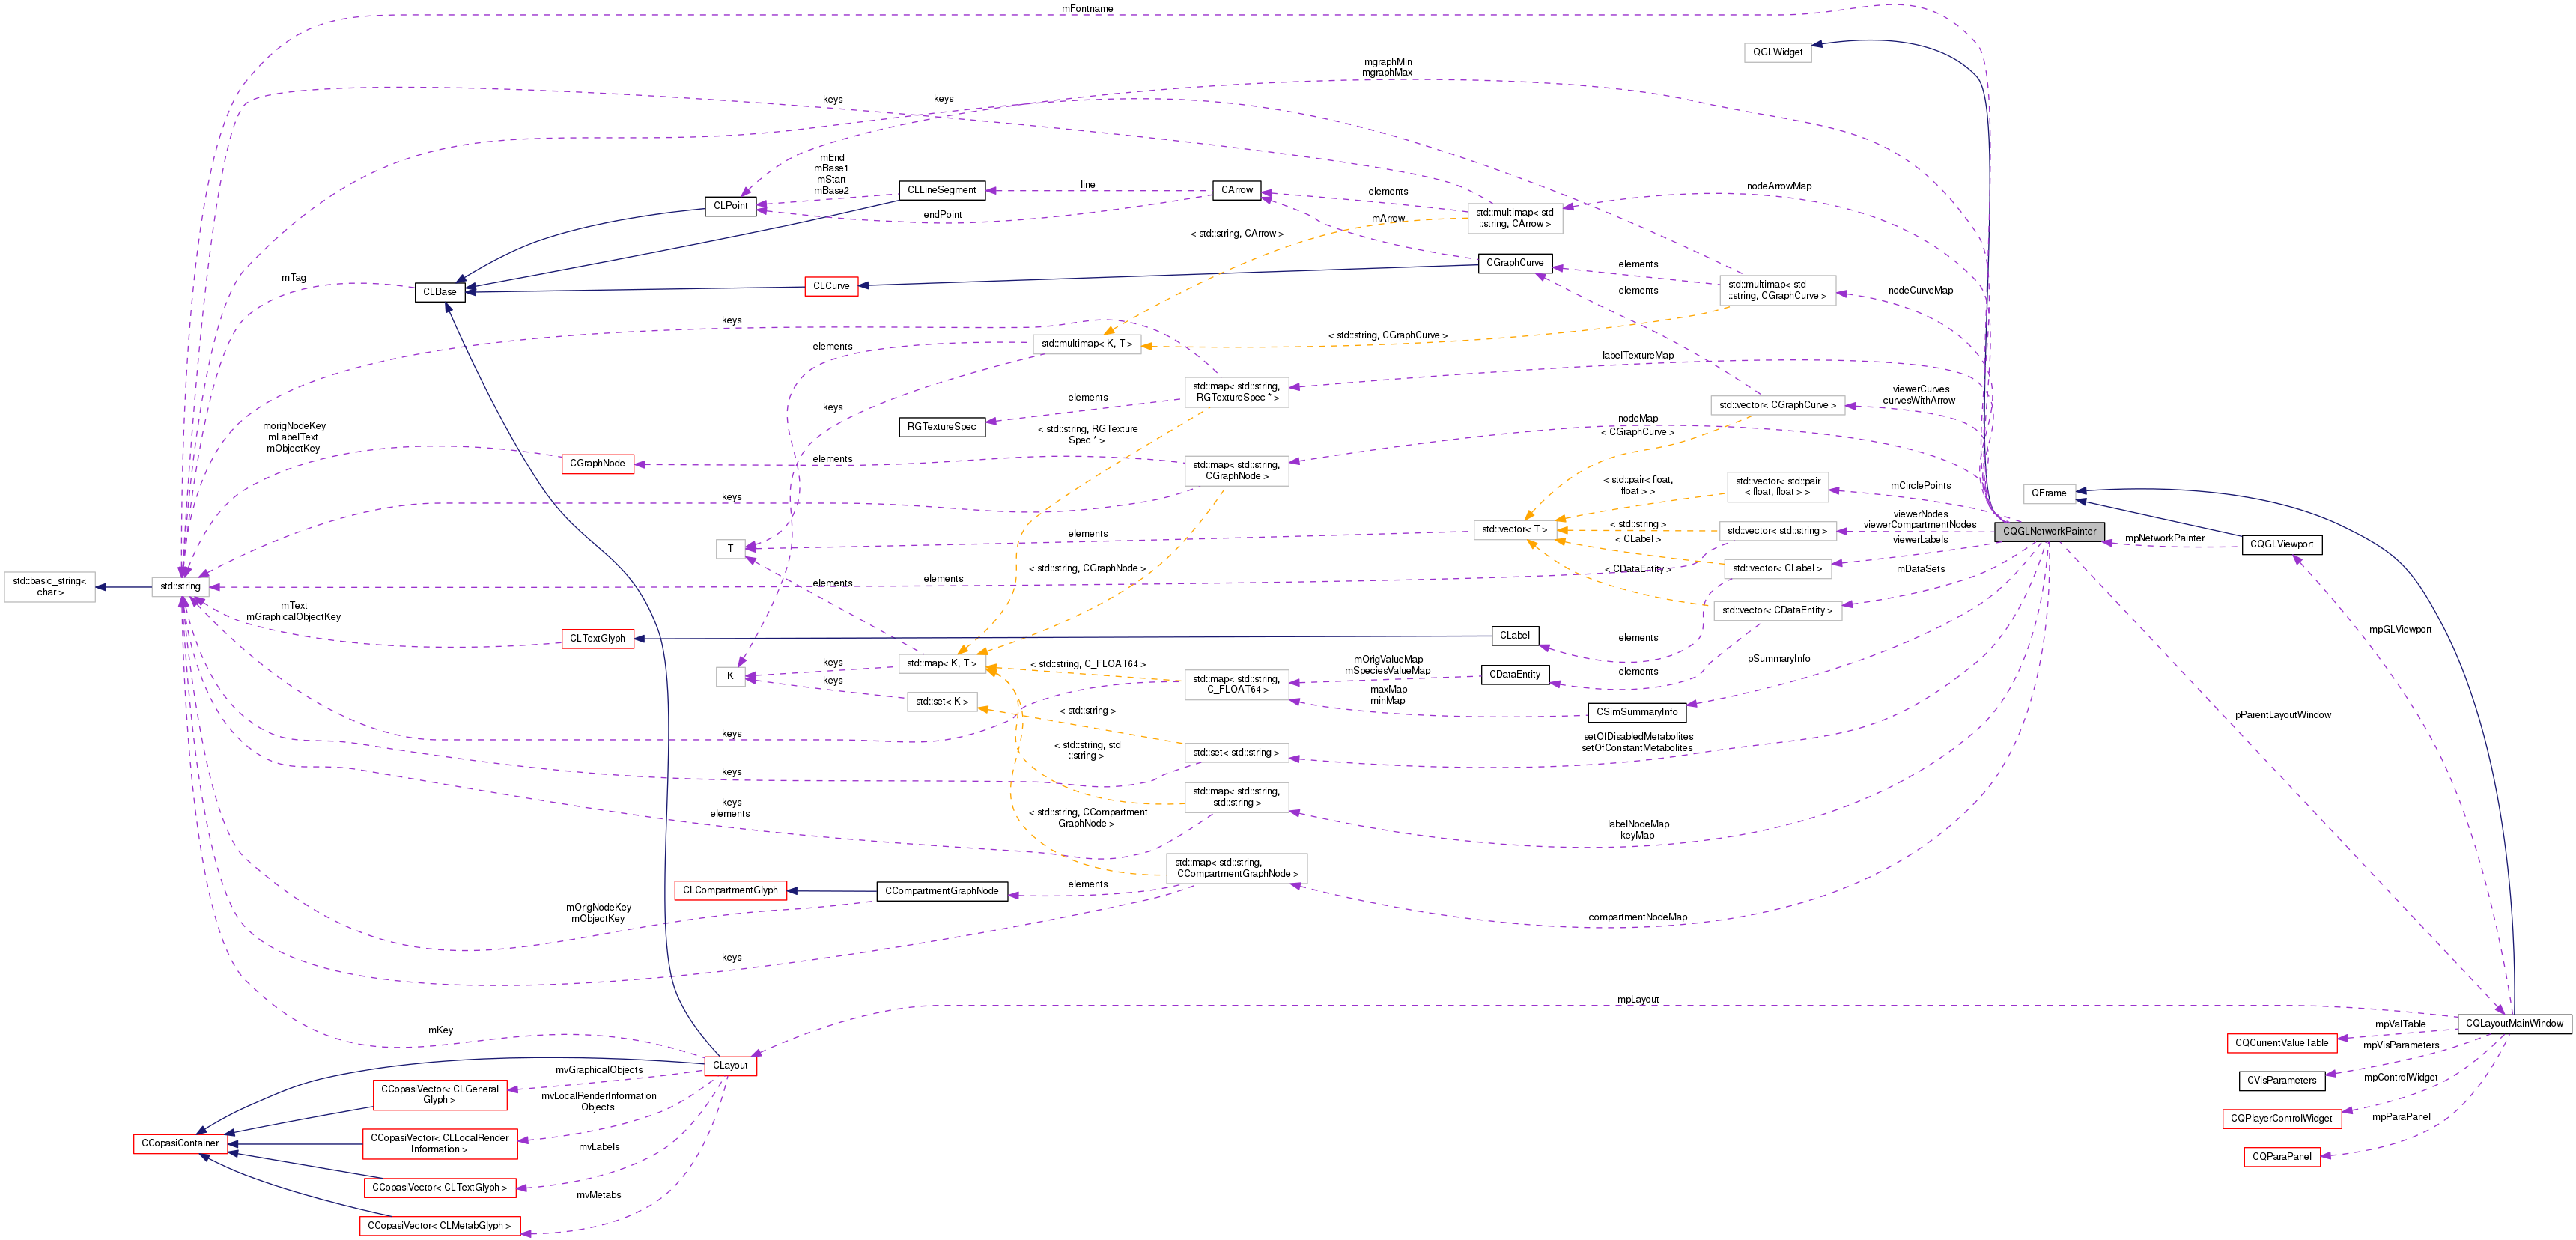 mFontname
QGLWidget
mgraphMin
mgraphMax
keys
keys
mEnd
mBase1
mStart
mBase2
CLLineSegment
line
CArrow
elements
nodeArrowMap
CLPoint
endPoint
mArrow
std::multimap< std
::string, CArrow >
< std::string, CArrow >
mTag
CLBase
CLCurve
CGraphCurve
elements
elements
std::multimap< std
::string, CGraphCurve >
nodeCurveMap
keys
elements
std::multimap< K, T >
< std::string, CGraphCurve >
labelTextureMap
std::map< std::string,
RGTextureSpec * >
elements
RGTextureSpec
keys
viewerCurves
curvesWithArrow
std::vector< CGraphCurve >
nodeMap
< CGraphCurve >
< std::string, RGTexture
Spec * >
morigNodeKey
mLabelText
mObjectKey
CGraphNode
elements
std::map< std::string,
CGraphNode >
keys
< std::pair< float,
float > >
std::vector< std::pair
< float, float > >
mCirclePoints
QFrame
viewerNodes
viewerCompartmentNodes
CQGLNetworkPainter
mpNetworkPainter
CQGLViewport
std::vector< T >
< std::string >
std::vector< std::string >
< CLabel >
viewerLabels
T
elements
std::vector< CLabel >
< CDataEntity >
mDataSets
std::basic_string<
char >
std::string
elements
elements
< std::string, CGraphNode >
mText
mGraphicalObjectKey
std::vector< CDataEntity >
CLTextGlyph
CLabel
elements
mpGLViewport
std::map< K, T >
keys
K
keys
< std::string, C_FLOAT64 >
std::map< std::string,
C_FLOAT64 >
mOrigValueMap
mSpeciesValueMap
CDataEntity
elements
pSummaryInfo
maxMap
minMap
std::set< K >
CSimSummaryInfo
< std::string >
pParentLayoutWindow
keys
< std::string, std
::string >
std::set< std::string >
setOfDisabledMetabolites
setOfConstantMetabolites
keys
keys
elements
std::map< std::string,
std::string >
< std::string, CCompartment
GraphNode >
labelNodeMap
keyMap
std::map< std::string,
CCompartmentGraphNode >
CLCompartmentGlyph
CCompartmentGraphNode
elements
mOrigNodeKey
mObjectKey
compartmentNodeMap
keys
mpLayout
mKey
CQLayoutMainWindow
mpValTable
CQCurrentValueTable
mpVisParameters
CLayout
mvGraphicalObjects
CVisParameters
mpControlWidget
CCopasiVector< CLGeneral
Glyph >
mvLocalRenderInformation
Objects
CQPlayerControlWidget
mpParaPanel
CCopasiContainer
CCopasiVector< CLLocalRender
Information >
mvLabels
CQParaPanel
CCopasiVector< CLTextGlyph >
mvMetabs
CCopasiVector< CLMetabGlyph >